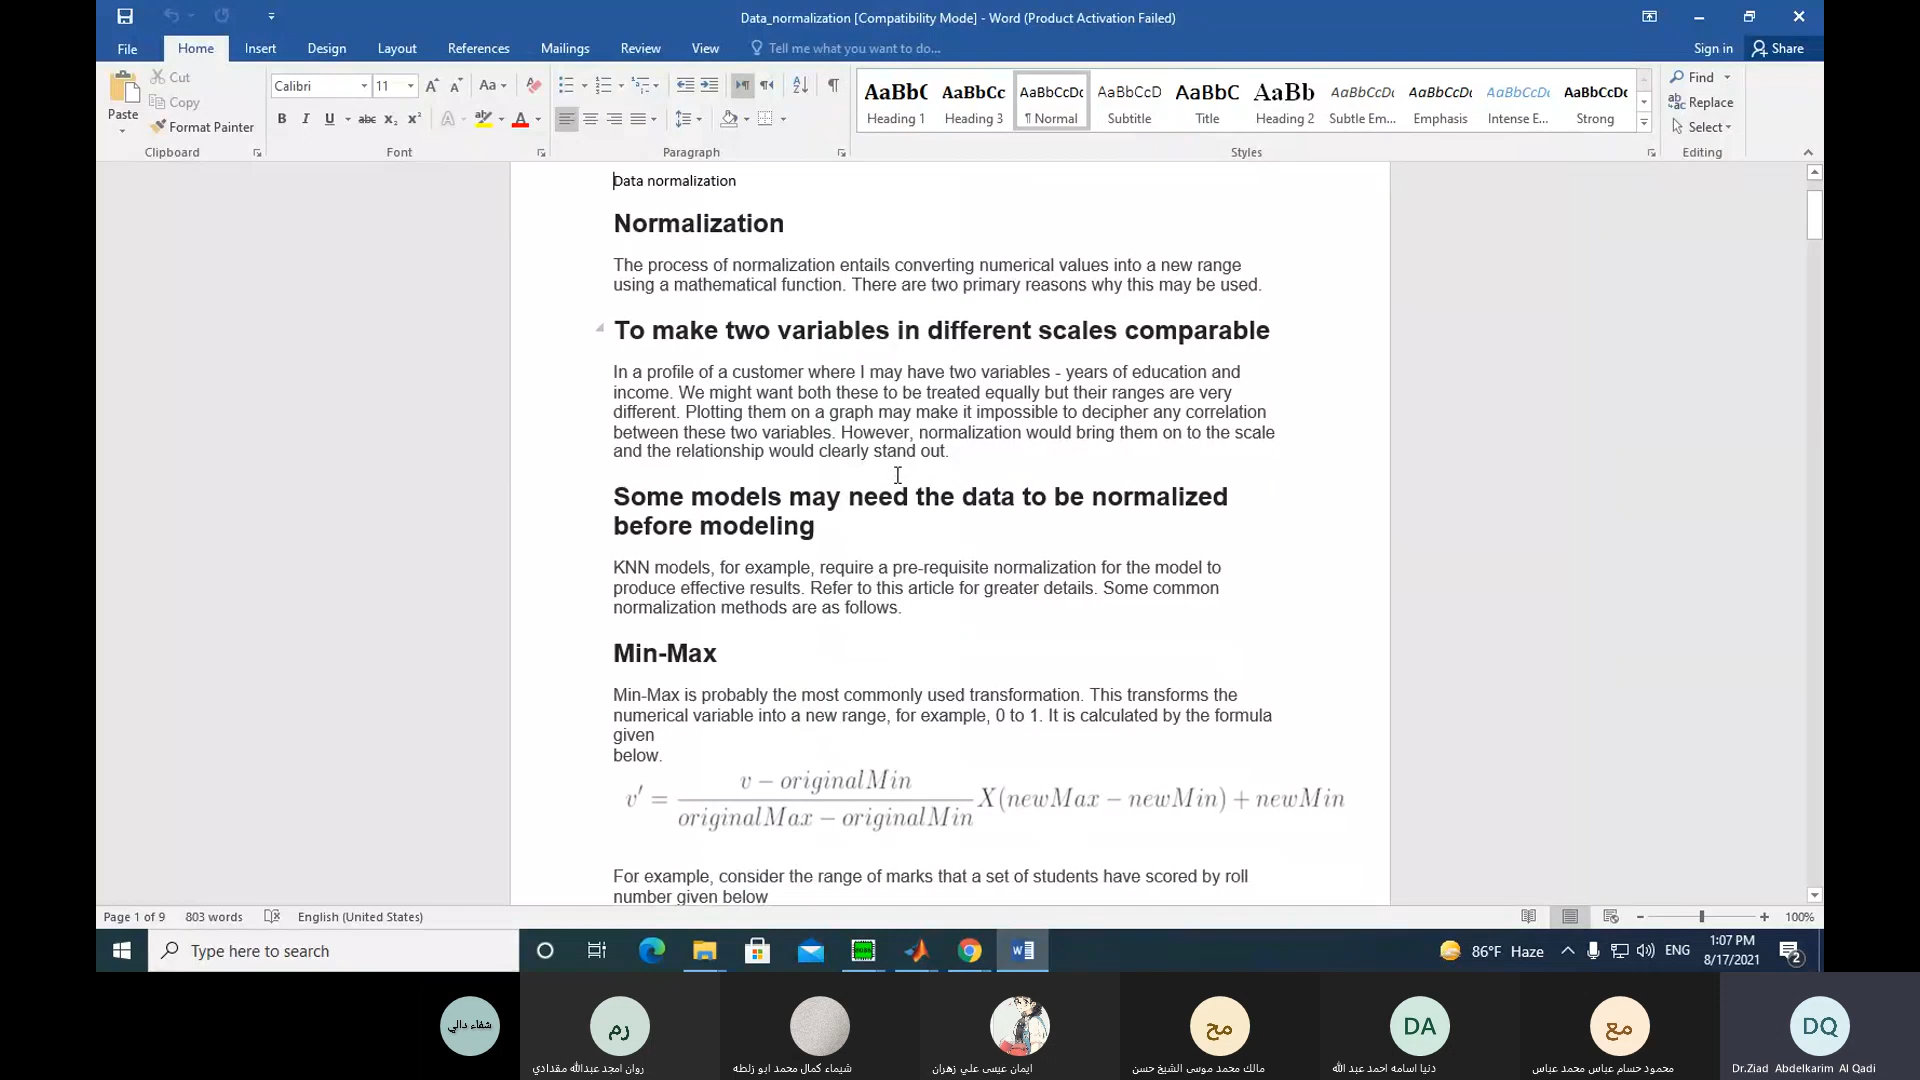 Data_normalization [Compatibility Mode] - Word (Product Activation Failed)
File Home Insert Design Layout References Mailings Review View Tell me what you want to do... Sign in Share
Paste
Cut
Copy
Format Painter
Clipboard
Calibri 11
Font
Paragraph
AaBbC AaBbCc AaBbCcDc AaBbCcD AaBbC AaBb AaBbCcDc AaBbCcDc AaBbCcDc AaBbCcDc
Heading 1 Heading 3 ¶ Normal Subtitle Title Heading 2 Subtle Em... Emphasis Intense E... Strong
Styles
Find
Replace
Select
Editing
Data normalization
Normalization
The process of normalization entails converting numerical values into a new range
using a mathematical function. There are two primary reasons why this may be used.
To make two variables in different scales comparable
In a profile of a customer where I may have two variables - years of education and
income. We might want both these to be treated equally but their ranges are very
different. Plotting them on a graph may make it impossible to decipher any correlation
between these two variables. However, normalization would bring them on to the scale
and the relationship would clearly stand out.
Some models may need the data to be normalized
before modeling
KNN models, for example, require a pre-requisite normalization for the model to
produce effective results. Refer to this article for greater details. Some common
normalization methods are as follows.
Min-Max
Min-Max is probably the most commonly used transformation. This transforms the
numerical variable into a new range, for example, 0 to 1. It is calculated by the formula
given
below.
v' = (v − originalMin) / (originalMax − originalMin) X(newMax − newMin) + newMin
For example, consider the range of marks that a set of students have scored by roll
number given below
Page 1 of 9 803 words English (United States) 100%
Type here to search 86°F Haze ENG 1:07 PM
8/17/2021 2
شفاء دالي
رم
مح
DA
مع
DQ
روان امجد عبدالله مقدادي
شيماء كمال محمد ابو زلطه
ايمان عيسى علي زهران
مالك محمد موسى الشيخ حسن
دنيا اسامه احمد عبد الله
محمود حسام عباس محمد عباس
Dr.Ziad Abdelkarim Al Qadi